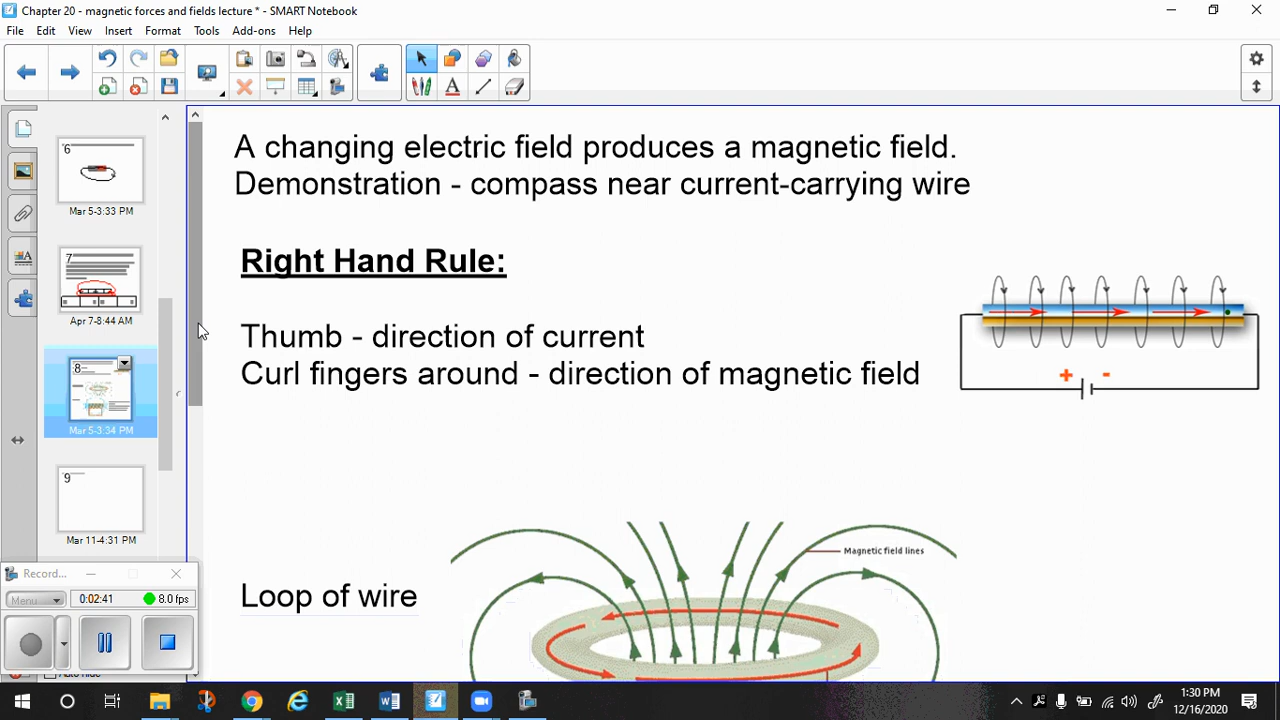 Chapter 20 - magnetic forces and fields lecture * - SMART Notebook
File Edit View Insert Format Tools Add-ons Help
6
Mar 5-3:33 PM
7
Apr 7-8:44 AM
8
Mar 5-3:34 PM
9
Mar 11-4:31 PM
A changing electric field produces a magnetic field.
Demonstration - compass near current-carrying wire
Right Hand Rule:
Thumb - direction of current
Curl fingers around - direction of magnetic field
+ -
Magnetic field lines
Loop of wire
Record...
Menu 0:02:41 8.0 fps
Auto hide
1:30 PM
12/16/2020